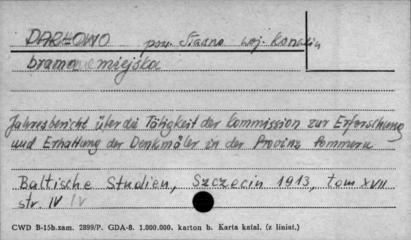 DARŁOWO pow. Sławno woj. Koszalin
brama miejska
Jahresbericht über die Tätigkeit der Commission zur Erforschung
und Erhaltung der Denkmäler in der Provinz Pommern
Baltische Studien, Szczecin 1913, tom XVII
str. IV IV
CWD B-15b.zam. 2899/P. GDA-8. 1.000.000. karton b. Karta katal. (z liniat.)